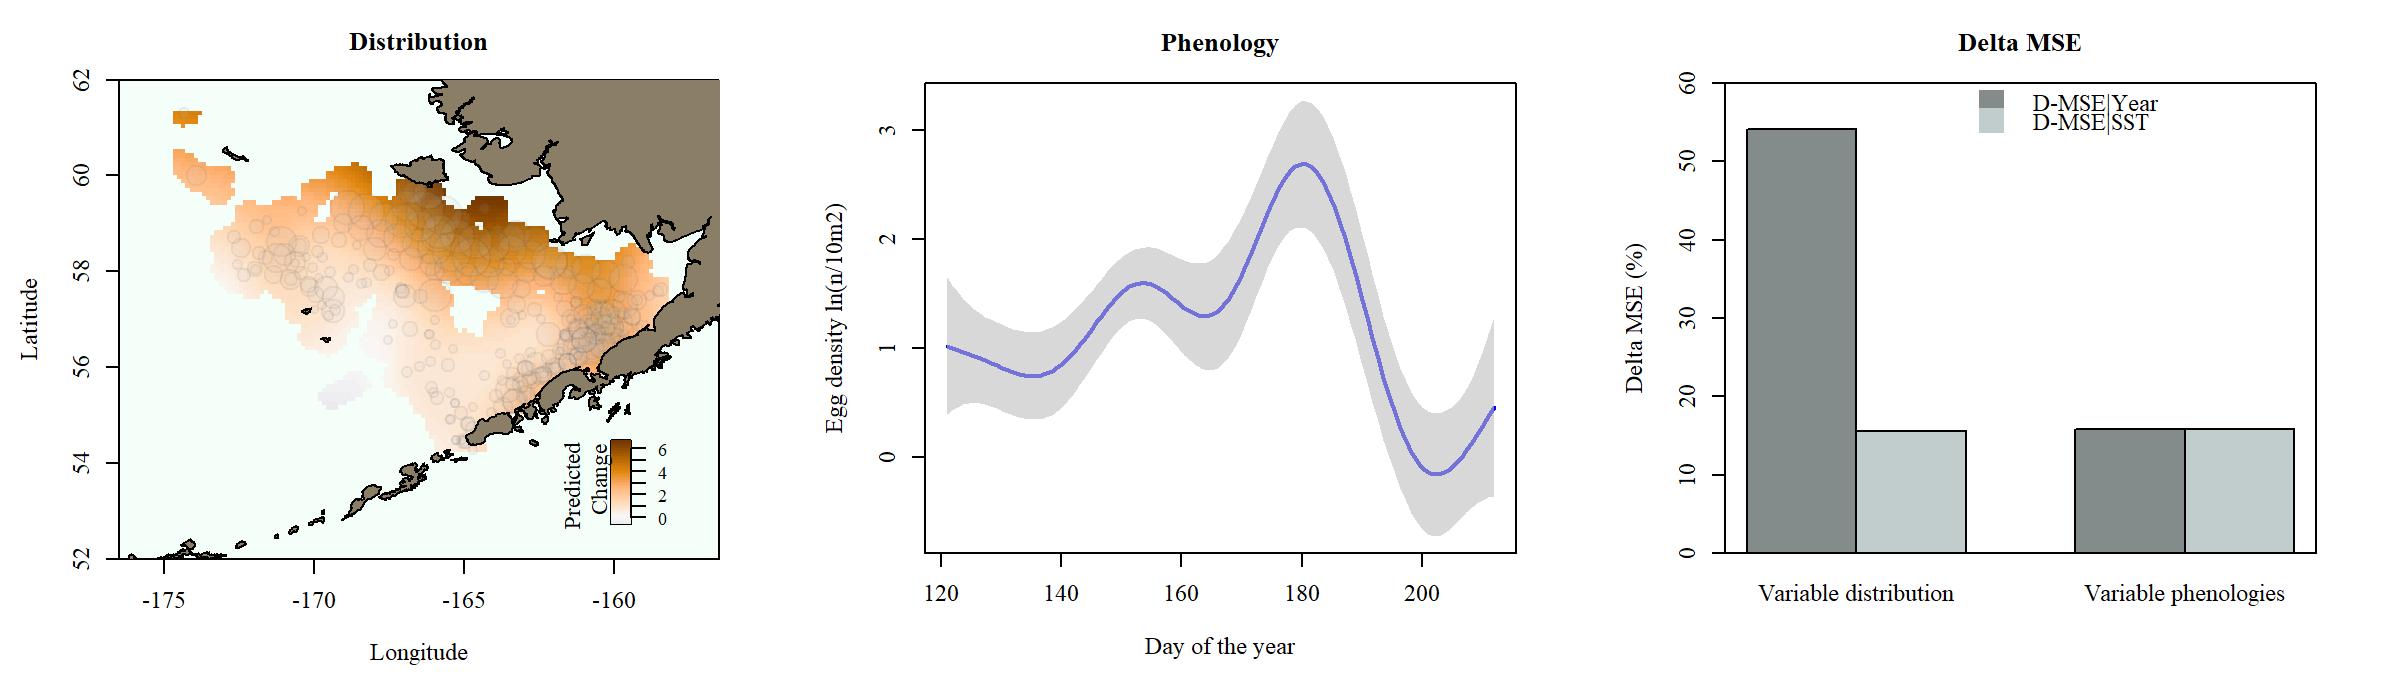 Distribution
Latitude
62
60
58
56
54
52
-175
-170
-165
-160
Longitude
Predicted
Change
6
4
2
0
Phenology
Egg density ln(n/10m2)
3
2
1
0
120
140
160
180
200
Day of the year
Delta MSE
Delta MSE (%)
60
50
40
30
20
10
0
D-MSE|Year
D-MSE|SST
Variable distribution
Variable phenologies